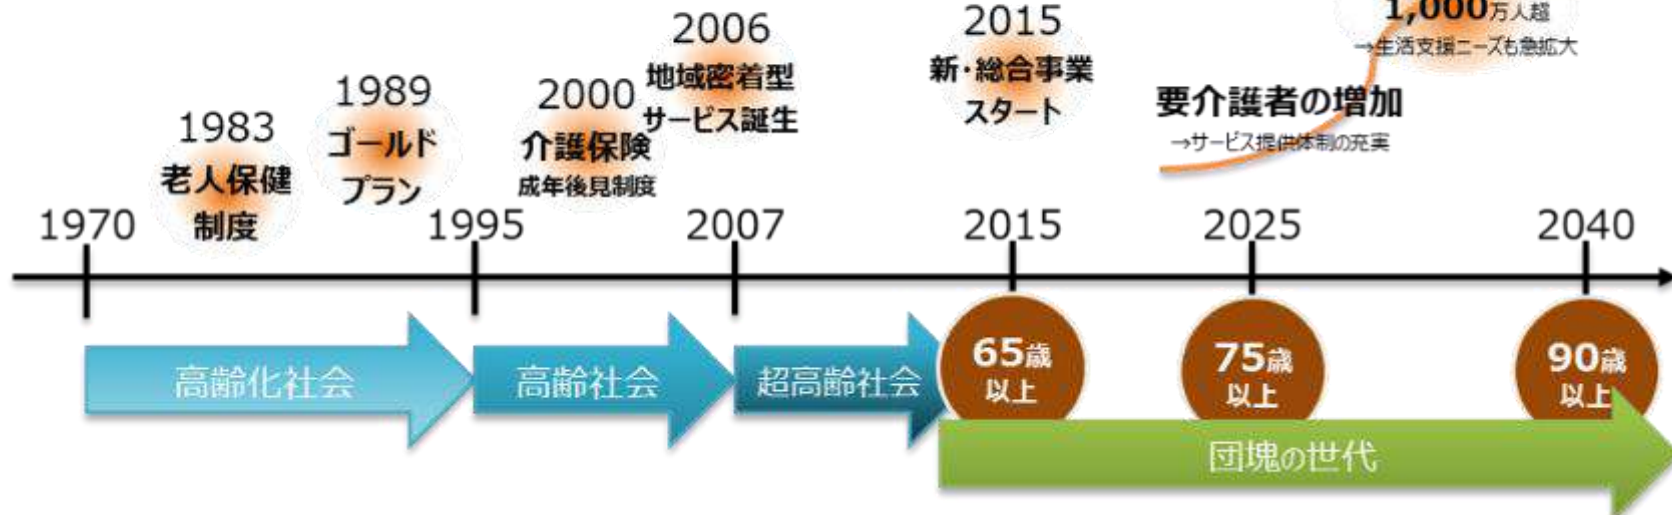 1983
老人保健
制度
1989
ゴールド
プラン
2000
介護保険
成年後見制度
2006
地域密着型
サービス誕生
2015
新・総合事業
スタート
要介護者の増加
→サービス提供体制の充実
1,000万人超
→生活支援ニーズも急拡大
1970
1995
2007
2015
2025
2040
高齢化社会
高齢社会
超高齢社会
65歳
以上
75歳
以上
90歳
以上
団塊の世代